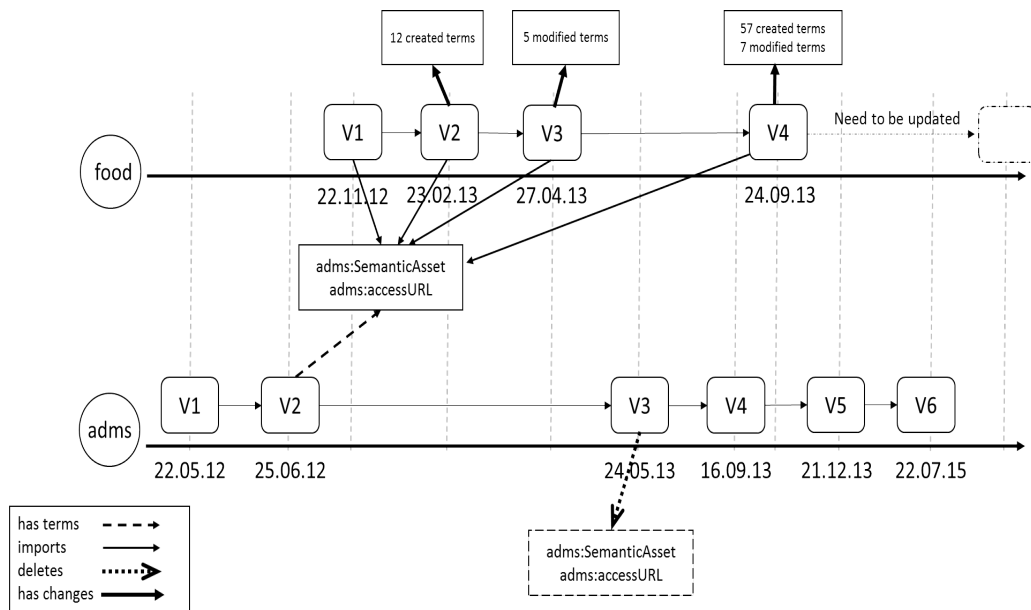 12 created terms
5 modified terms
57 created terms
7 modified terms
V1
V2
V3
V4
Need to be updated
food
22.11.12
23.02.13
27.04.13
24.09.13
adms:SemanticAsset
adms:accessURL
V1
V2
V3
V4
V5
V6
adms
22.05.12
25.06.12
24.05.13
16.09.13
21.12.13
22.07.15
has terms
imports
deletes
has changes
adms:SemanticAsset
adms:accessURL